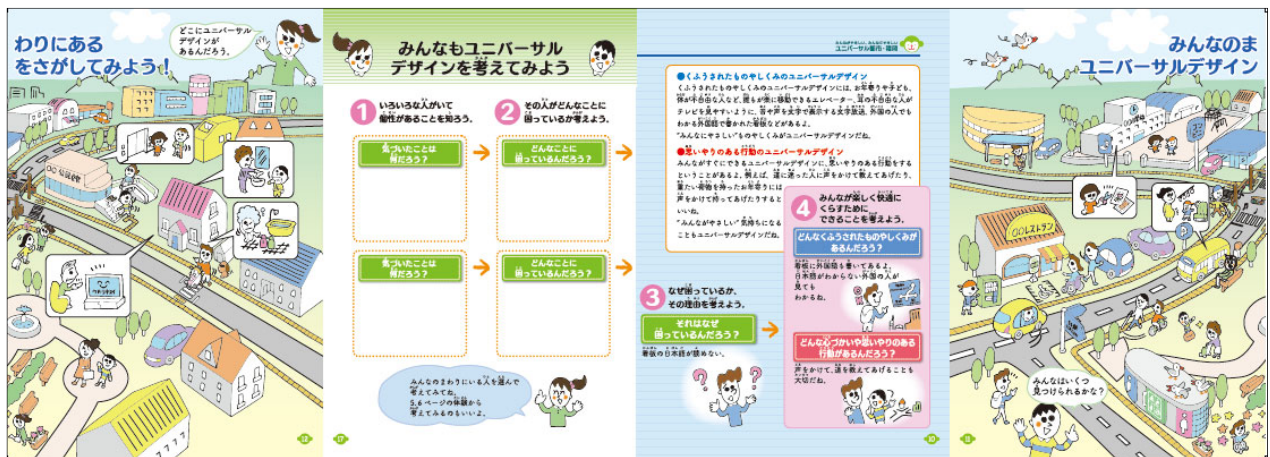 わりにある
をさがしてみよう！
どこにユニバーサル
デザインが
あるんだろう。
18
みんなもユニバーサル
デザインを考えてみよう
1
いろいろな人がいて
個性があることを知ろう。
2
その人がどんなことに
困っているか考えよう。
気づいたことは
何だろう？
どんなことに
困っているんだろう？
気づいたことは
何だろう？
どんなことに
困っているんだろう？
みんなのまわりにいる人を選んで
考えてみてね。
5,6ページの体験から
考えてみるのもいいよ。
17
みんながやさしい、みんなにやさしい
ユニバーサル都市・福岡
●くふうされたものやしくみのユニバーサルデザイン
くふうされたものやしくみのユニバーサルデザインには、お年寄りや子ども、
体が不自由な人など、誰もが楽に移動できるエレベーター、耳の不自由な人が
テレビを見やすいように、音や声を文字で表示する文字放送、外国の人でも
わかる外国語で書かれた看板などがあるよ。
“みんなにやさしい”ものやしくみがユニバーサルデザインだね。
●思いやりのある行動のユニバーサルデザイン
みんながすぐにできるユニバーサルデザインに、思いやりのある行動をする
ということがあるよ。例えば、道に迷った人に声をかけて教えてあげたり、
重たい荷物を持ったお年寄りには
声をかけて持ってあげたりすると
いいね。
“みんながやさしい”気持ちになる
こともユニバーサルデザインだね。
3
なぜ困っているか、
その理由を考えよう。
それはなぜ
困っているんだろう？
看板の日本語が読めない。
4
みんなが楽しく快適に
くらすために
できることを考えよう。
どんなくふうされたものやしくみが
あるんだろう？
看板に外国語も書いてあるよ。
日本語がわからない外国の人が
見ても
わかるね。
どんな心づかいや思いやりのある
行動があるんだろう？
声をかけて、道を教えてあげることも
大切だね。
10
みんなのま
ユニバーサルデザイン
○○レストラン
みんなはいくつ
見つけられるかな？